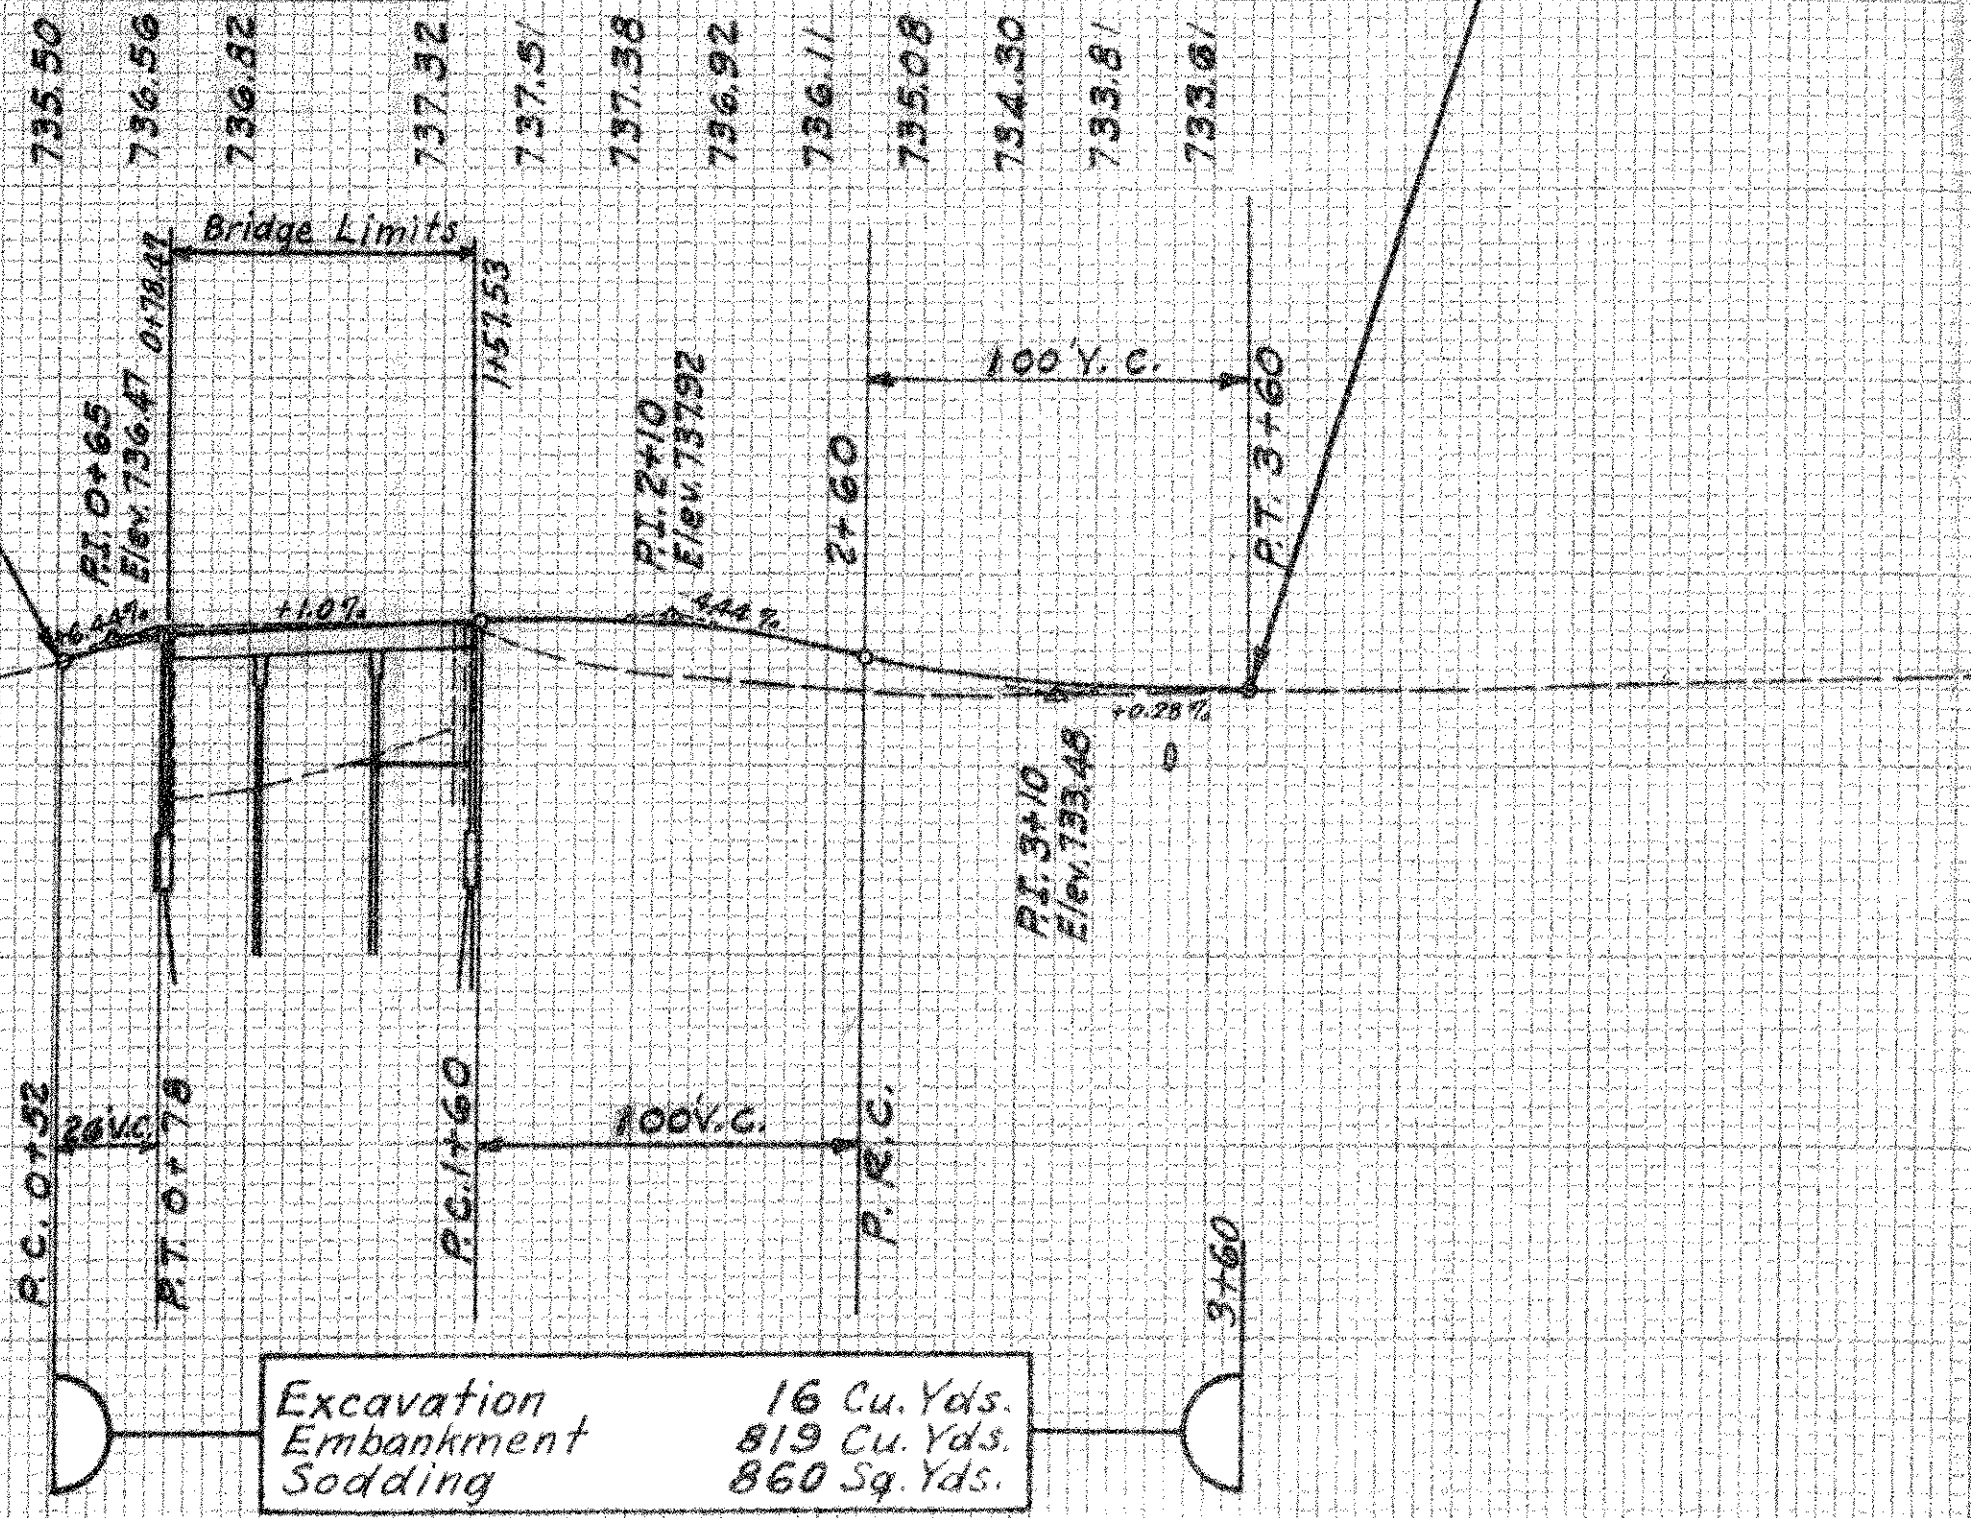 735.50
736.56
736.82
737.32
737.51
737.38
736.92
736.11
735.08
734.30
733.81
733.61
Bridge Limits
0+78.47
1+57.53
P.I. 0+65
Elev. 736.47
P.I. 2+10
Elev. 737.92
2+60
100' V. C.
P.T. 3+60
+6.44%
+1.0%
-4.44%
+0.28%
0
P.I. 3+10
Elev. 733.48
P.C. 0+52
26' V.C.
P.T. 0+78
P.C. 1+60
100' V.C.
P. R. C.
3+60
Excavation 16 Cu. Yds.
Embankment 819 Cu. Yds.
Sodding 860 Sq. Yds.